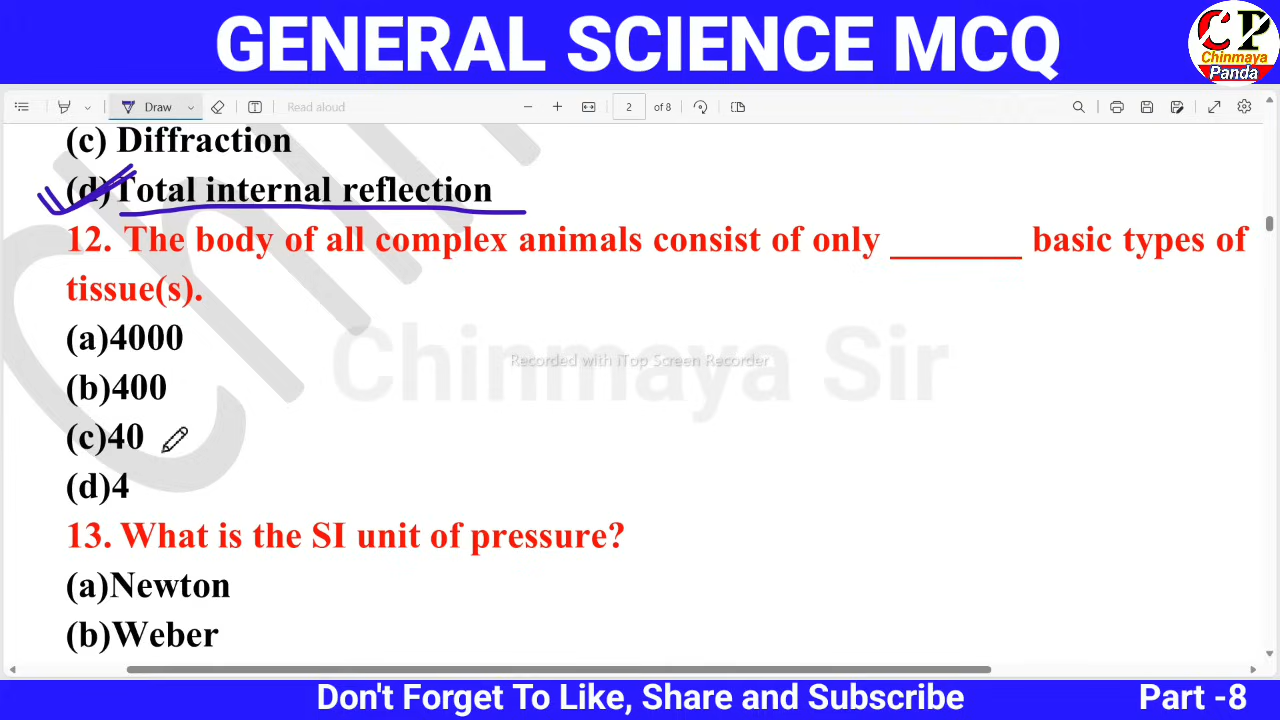 GENERAL SCIENCE MCQ
CP
Chinmaya
Panda
Draw
Read aloud
2 of 8
(c) Diffraction
(d)Total internal reflection
12. The body of all complex animals consist of only _______ basic types of
tissue(s).
(a)4000
(b)400
(c)40
(d)4
13. What is the SI unit of pressure?
(a)Newton
(b)Weber
Chinmaya Sir
Recorded with iTop Screen Recorder
Chin
Don't Forget To Like, Share and Subscribe
Part -8